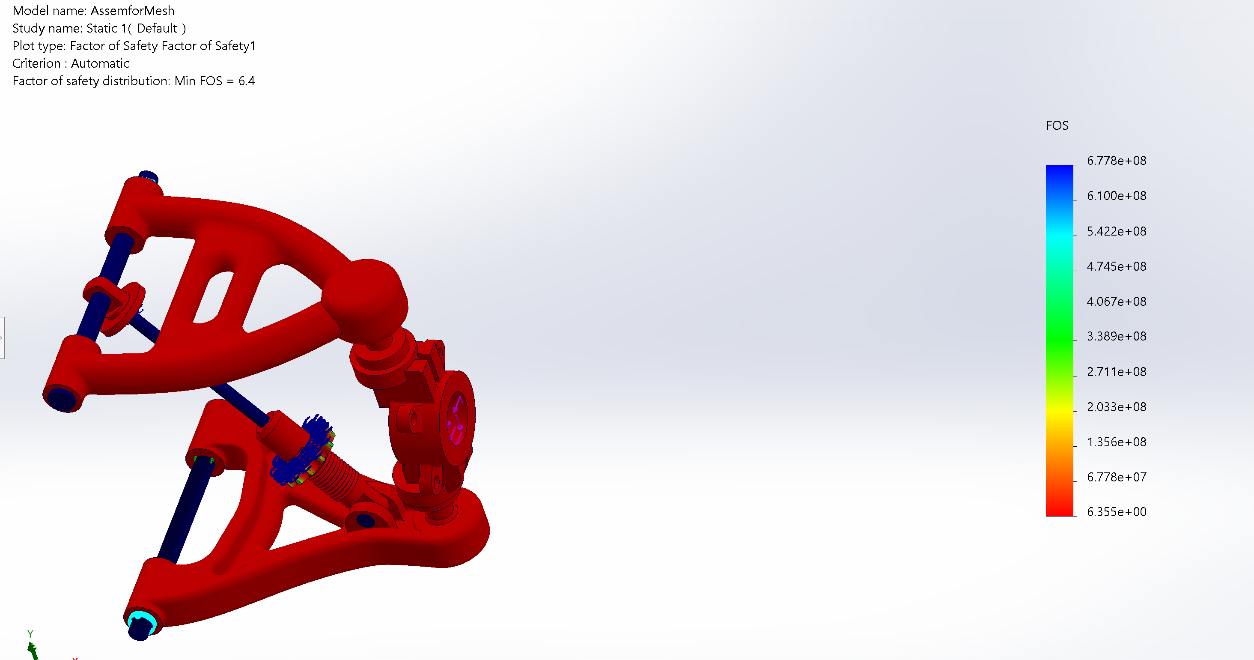 Model name: AssemforMesh
Study name: Static 1( Default )
Plot type: Factor of Safety Factor of Safety1
Criterion : Automatic
Factor of safety distribution: Min FOS = 6.4
FOS
6.778e+08
6.100e+08
5.422e+08
4.745e+08
4.067e+08
3.389e+08
2.711e+08
2.033e+08
1.356e+08
6.778e+07
6.355e+00
Y